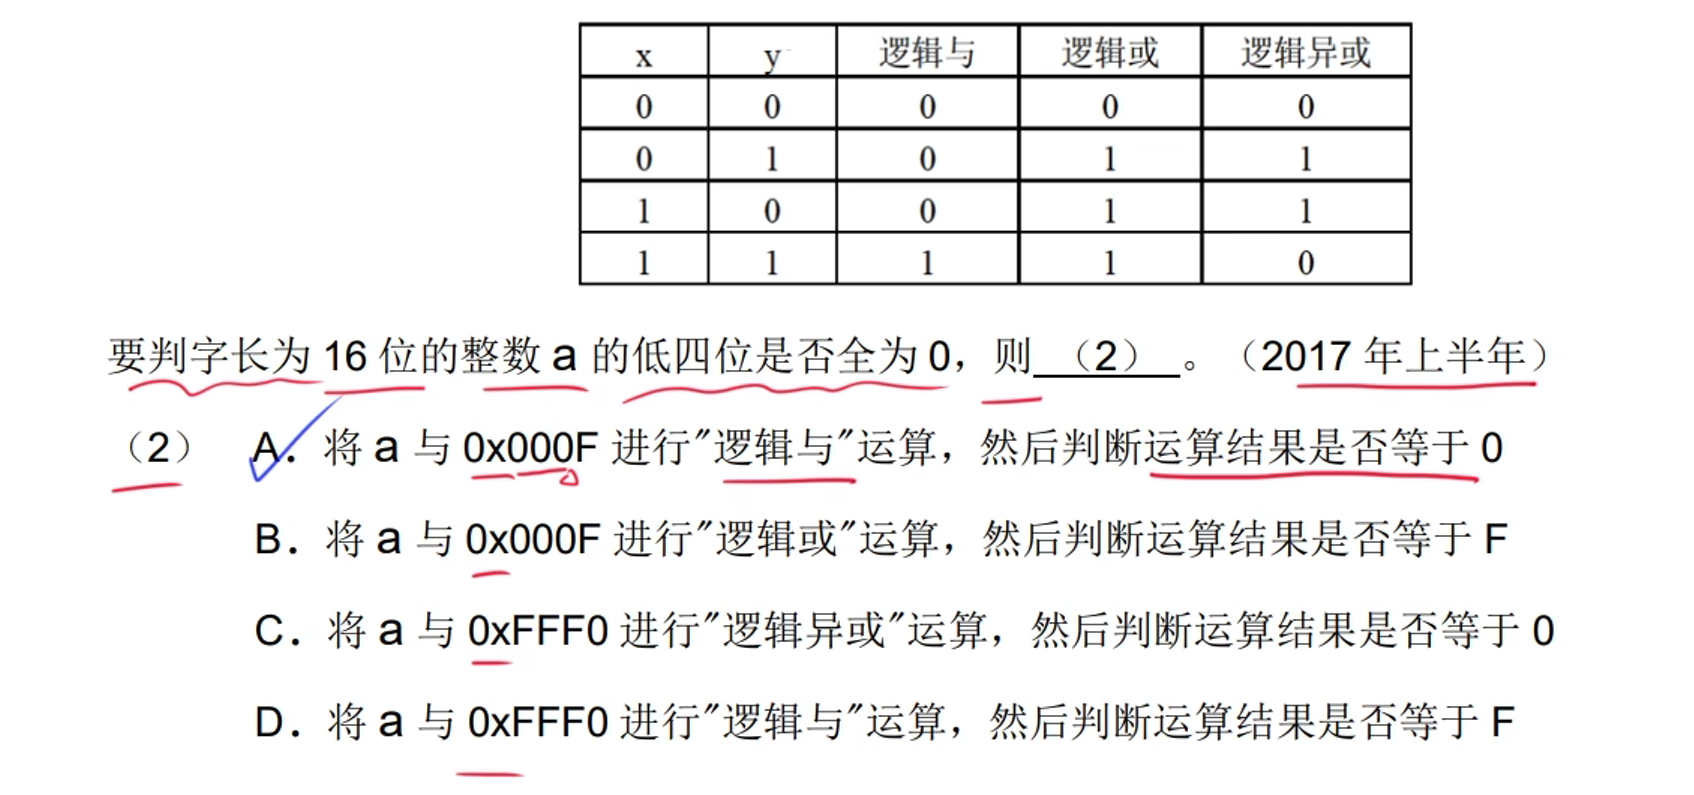 x y 逻辑与 逻辑或 逻辑异或
0 0 0 0 0
0 1 0 1 1
1 0 0 1 1
1 1 1 1 0
要判字长为 16 位的整数 a 的低四位是否全为 0，则 （2） 。（2017 年上半年）
（2） A. 将 a 与 0x000F 进行"逻辑与"运算，然后判断运算结果是否等于 0
B. 将 a 与 0x000F 进行"逻辑或"运算，然后判断运算结果是否等于 F
C. 将 a 与 0xFFF0 进行"逻辑异或"运算，然后判断运算结果是否等于 0
D. 将 a 与 0xFFF0 进行"逻辑与"运算，然后判断运算结果是否等于 F